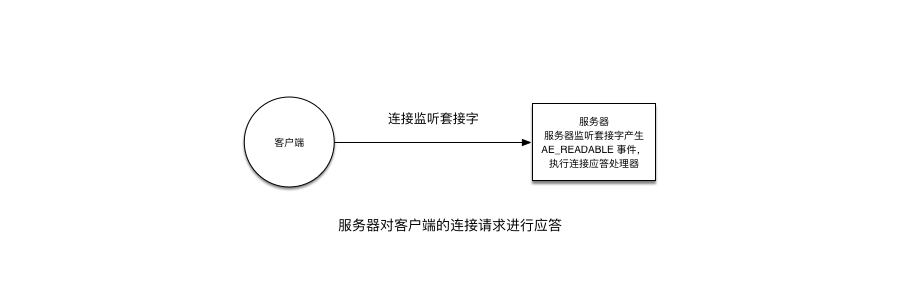 连接监听套接字
客户端
服务器
服务器监听套接字产生
AE_READABLE 事件，
执行连接应答处理器
服务器对客户端的连接请求进行应答